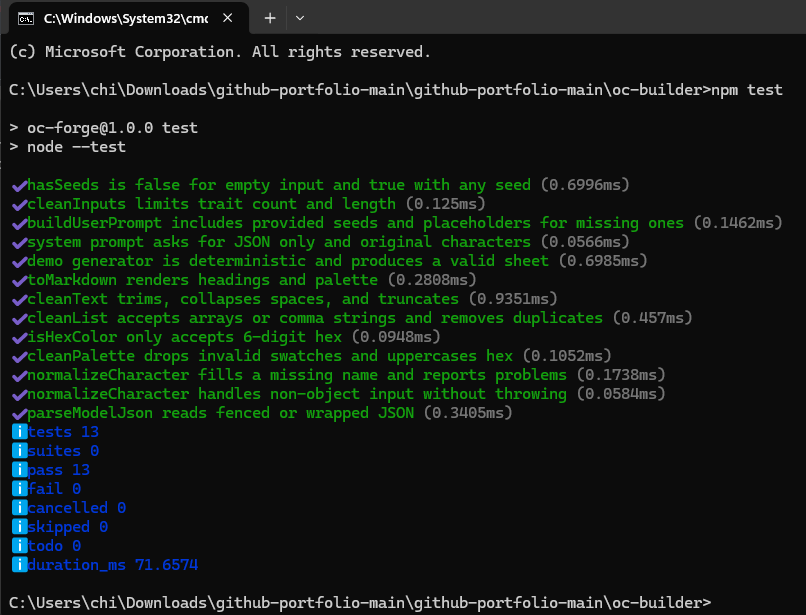 C:\Windows\System32\cmd
(c) Microsoft Corporation. All rights reserved.
C:\Users\chi\Downloads\github-portfolio-main\github-portfolio-main\oc-builder>npm test
> oc-forge@1.0.0 test
> node --test
✔hasSeeds is false for empty input and true with any seed (0.6996ms)
✔cleanInputs limits trait count and length (0.125ms)
✔buildUserPrompt includes provided seeds and placeholders for missing ones (0.1462ms)
✔system prompt asks for JSON only and original characters (0.0566ms)
✔demo generator is deterministic and produces a valid sheet (0.6985ms)
✔toMarkdown renders headings and palette (0.2808ms)
✔cleanText trims, collapses spaces, and truncates (0.9351ms)
✔cleanList accepts arrays or comma strings and removes duplicates (0.457ms)
✔isHexColor only accepts 6-digit hex (0.0948ms)
✔cleanPalette drops invalid swatches and uppercases hex (0.1052ms)
✔normalizeCharacter fills a missing name and reports problems (0.1738ms)
✔normalizeCharacter handles non-object input without throwing (0.0584ms)
✔parseModelJson reads fenced or wrapped JSON (0.3405ms)
ℹtests 13
ℹsuites 0
ℹpass 13
ℹfail 0
ℹcancelled 0
ℹskipped 0
ℹtodo 0
ℹduration_ms 71.6574
C:\Users\chi\Downloads\github-portfolio-main\github-portfolio-main\oc-builder>